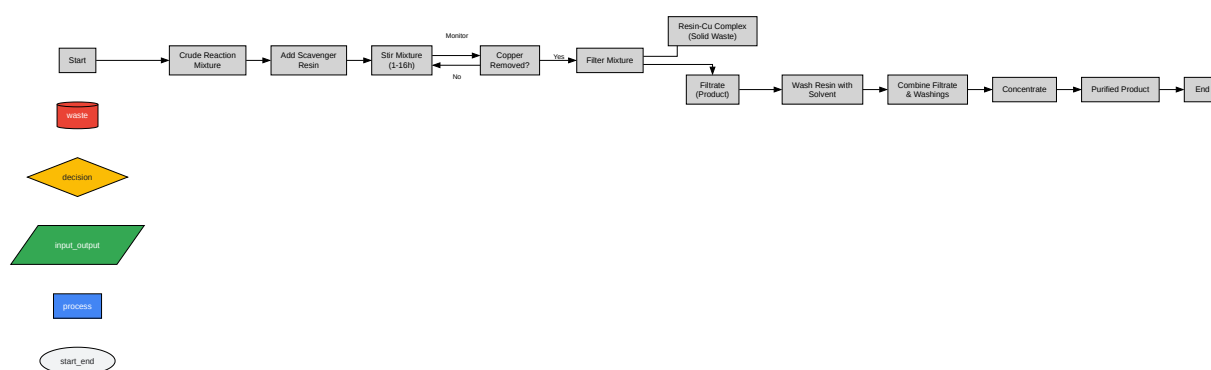 Start
Crude Reaction
Mixture
Add Scavenger
Resin
Stir Mixture
(1-16h)
Monitor
No
Copper
Removed?
Yes
Filter Mixture
Resin-Cu Complex
(Solid Waste)
Filtrate
(Product)
Wash Resin with
Solvent
Combine Filtrate
& Washings
Concentrate
Purified Product
End
waste
decision
input_output
process
start_end